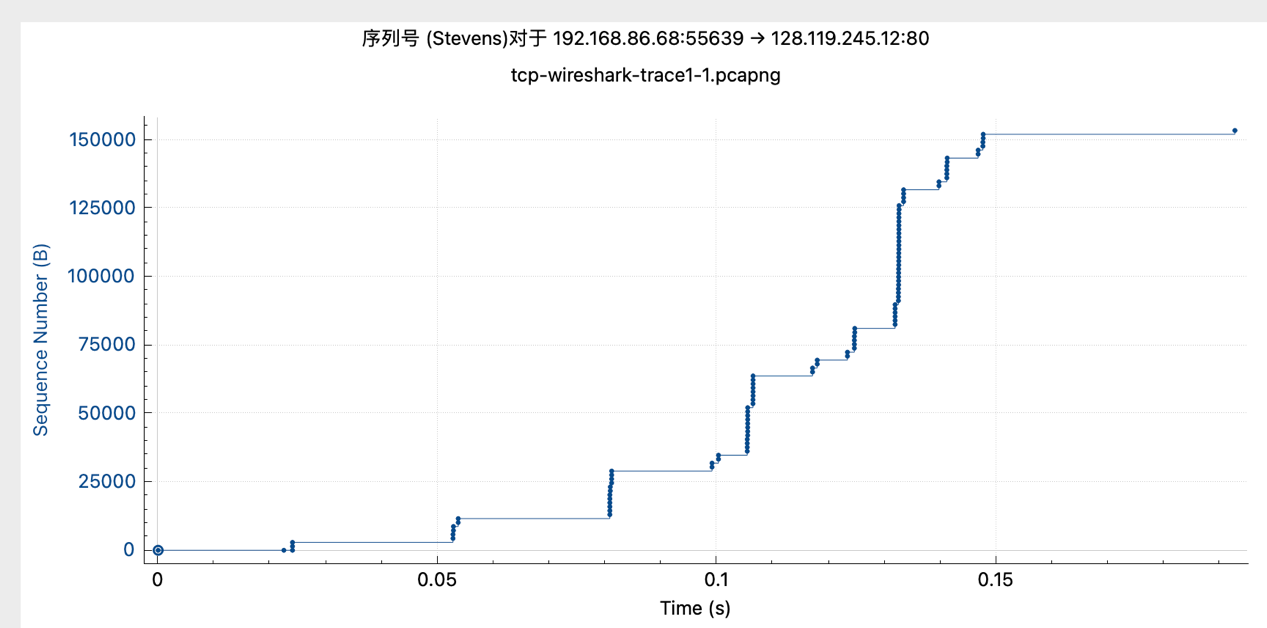 序列号 (Stevens)对于 192.168.86.68:55639 → 128.119.245.12:80
tcp-wireshark-trace1-1.pcapng
Sequence Number (B)
150000
125000
100000
75000
50000
25000
0
0 0.05 0.1 0.15
Time (s)